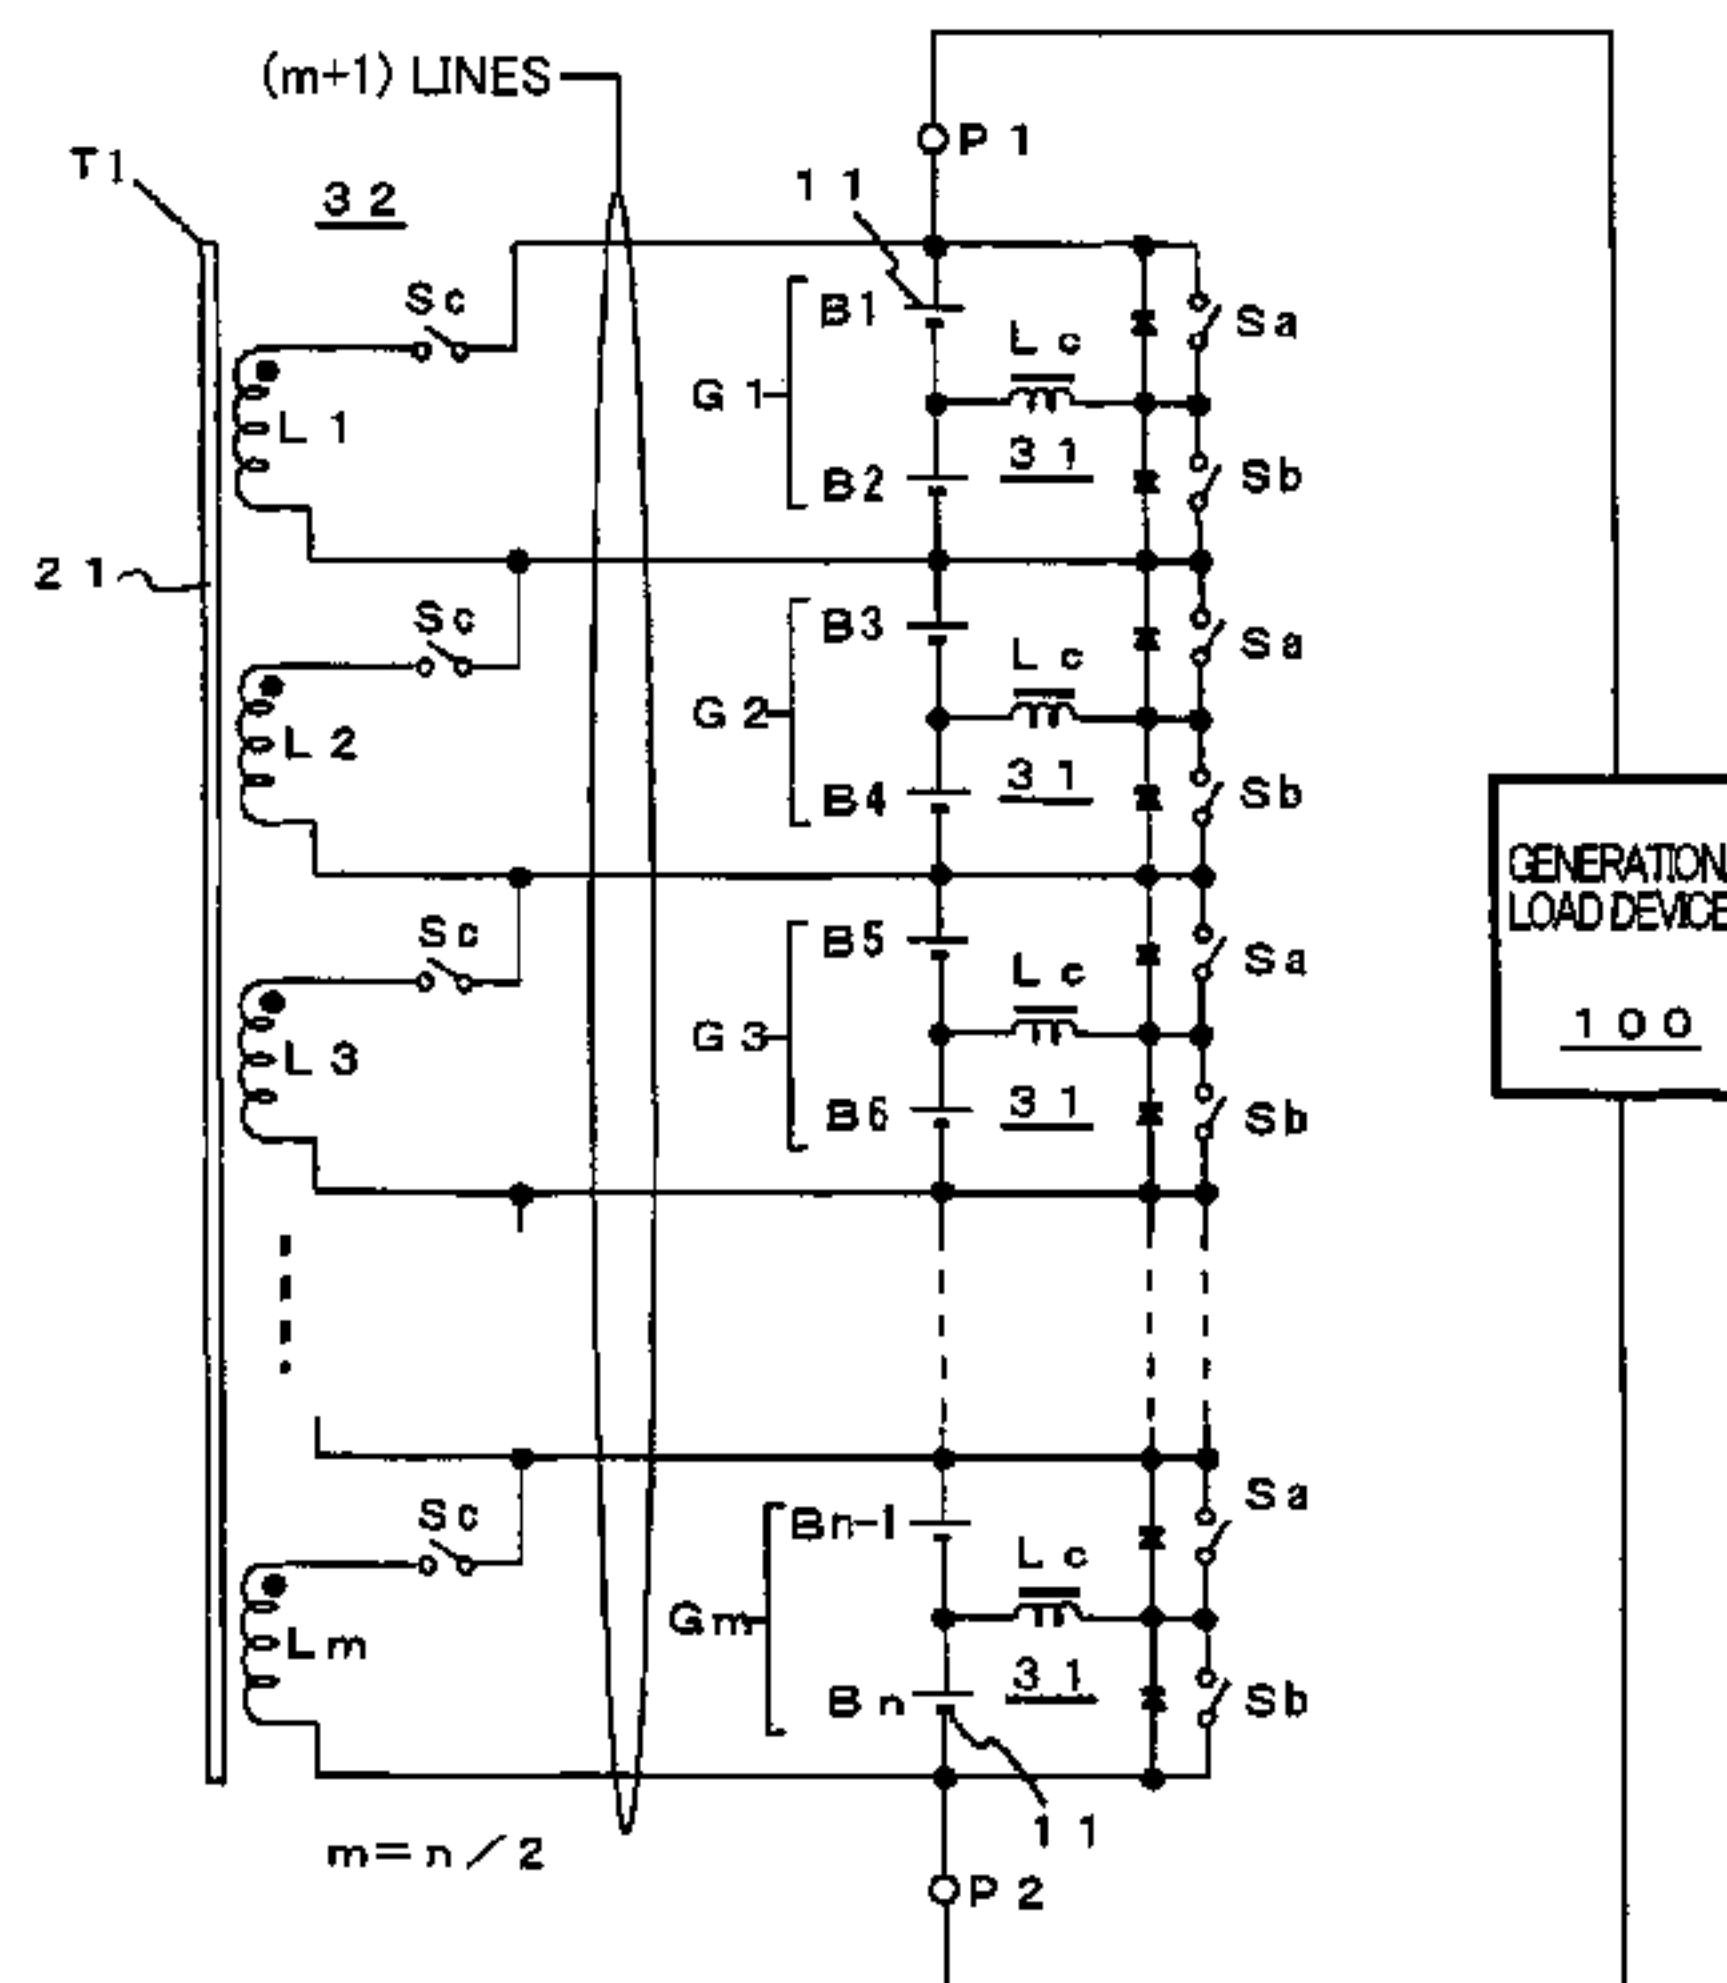 (m+1) LINES
P1
T1
32
11
Sc
B1
Lc
Sa
G1
L1
31
B2
Sb
21
Sc
B3
Lc
Sa
G2
L2
31
B4
Sb
GENERATION
LOAD DEVICE
100
Sc
B5
Lc
Sa
G3
L3
31
B6
Sb
Sc
Bn-1
Lc
Sa
Gm
Lm
31
Bn
Sb
11
m=n/2
P2